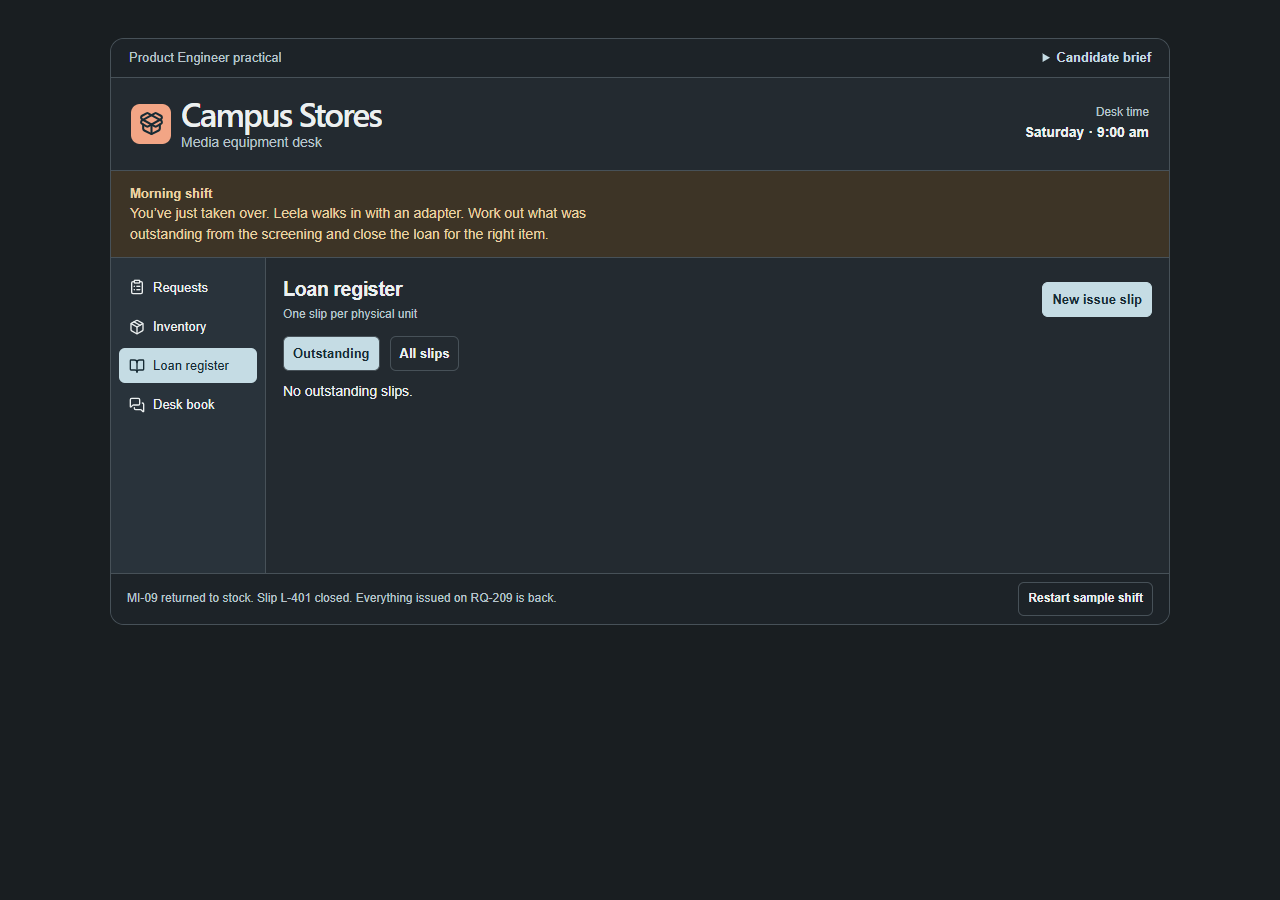 Product Engineer practical
Candidate brief
Campus Stores
Media equipment desk
Desk time
Saturday · 9:00 am
Morning shift
You’ve just taken over. Leela walks in with an adapter. Work out what was
outstanding from the screening and close the loan for the right item.
Requests
Inventory
Loan register
Desk book
Loan register
One slip per physical unit
New issue slip
Outstanding
All slips
No outstanding slips.
MI-09 returned to stock. Slip L-401 closed. Everything issued on RQ-209 is back.
Restart sample shift